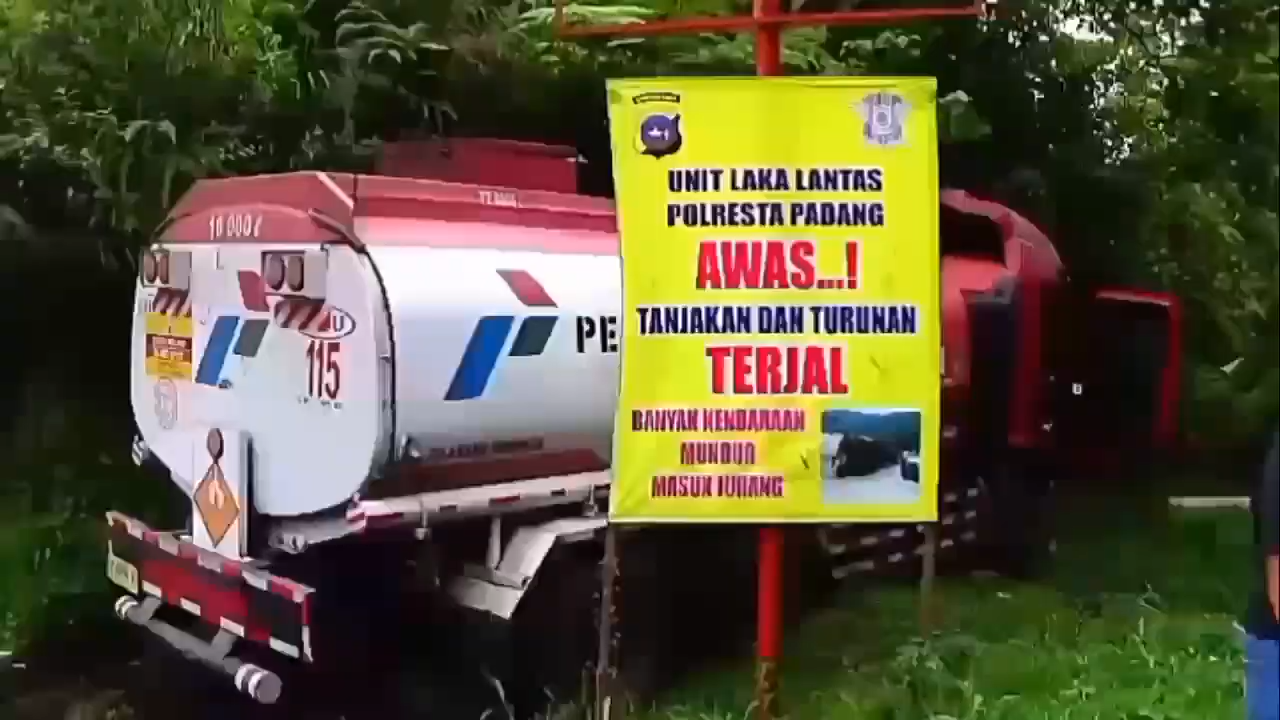 UNIT LAKA LANTAS
POLRESTA PADANG
AWAS...!
TANJAKAN DAN TURUNAN
TERJAL
BANYAK KENDARAAN
MUNDUR
MASUK JURANG
10 000 ℓ
PE
U
115